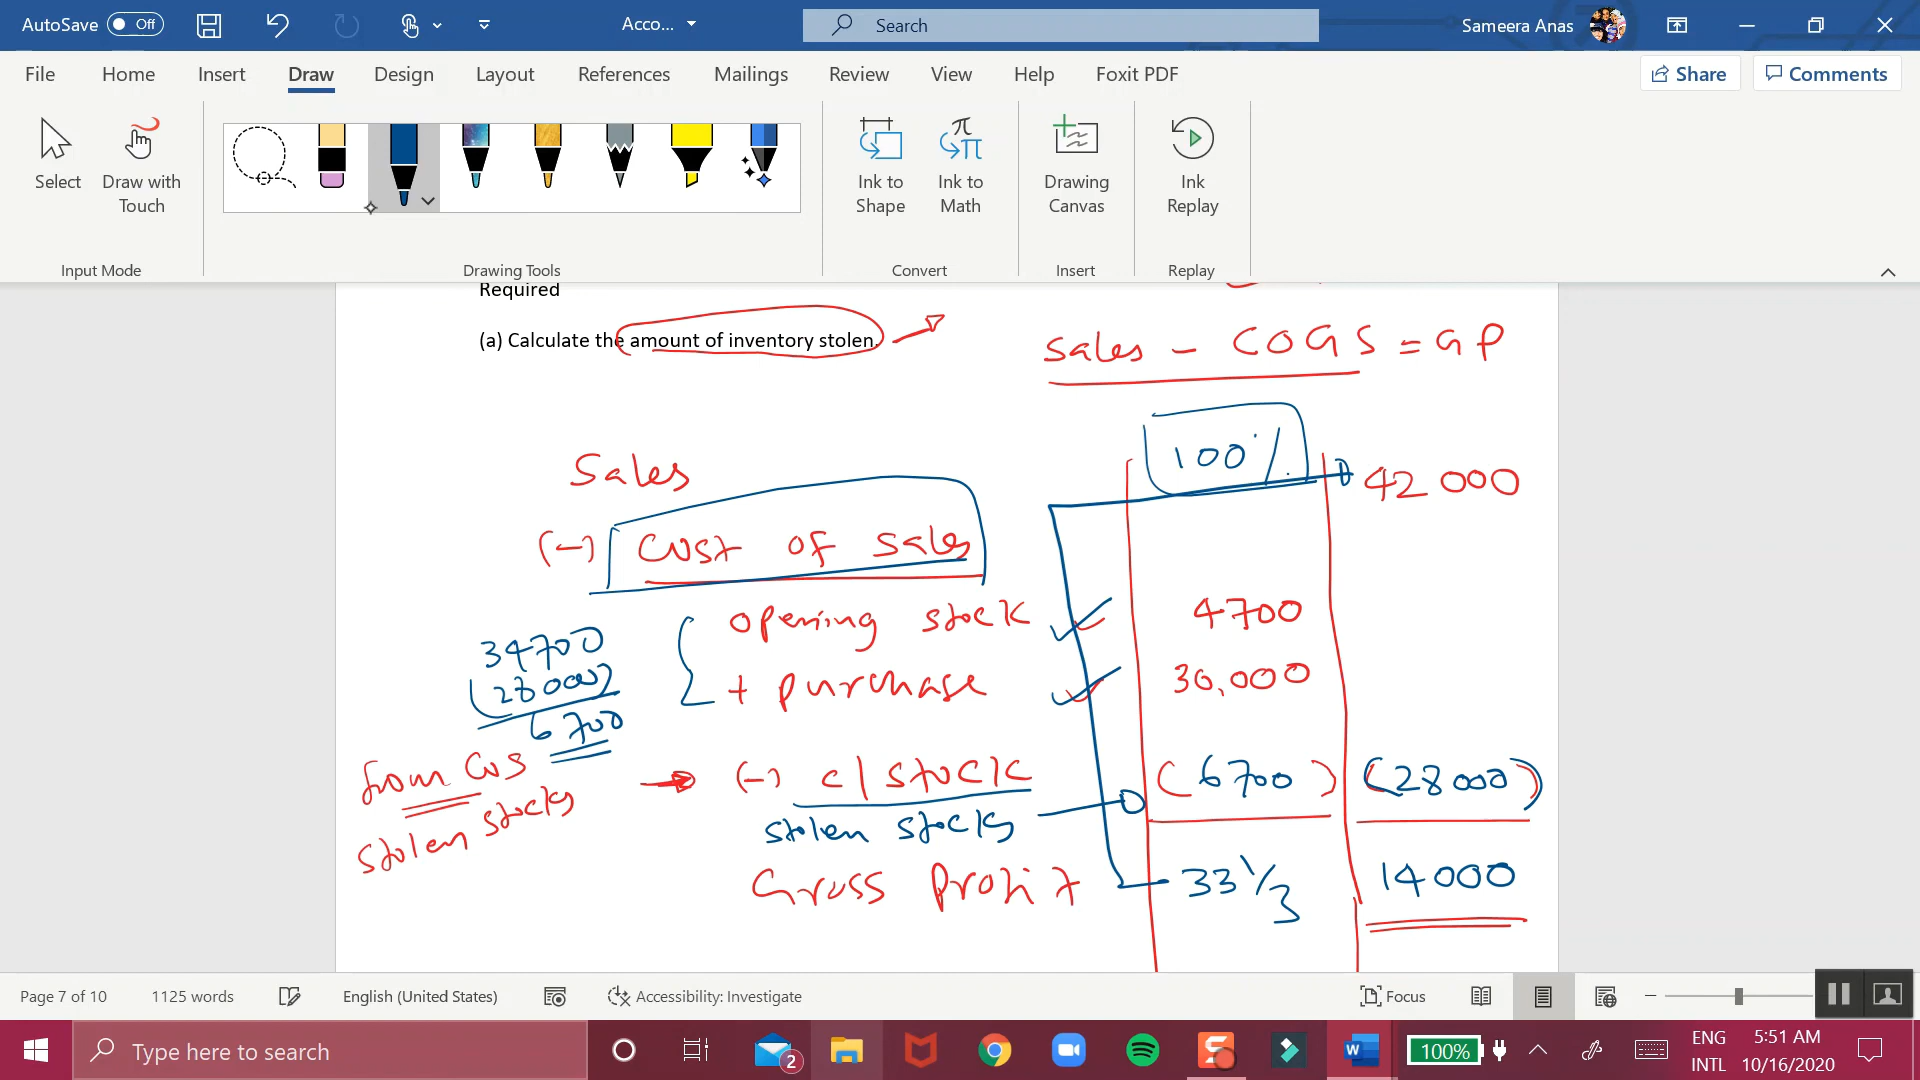 AutoSave Off Acco... Search Sameera Anas
File Home Insert Draw Design Layout References Mailings Review View Help Foxit PDF Share Comments
Select Draw with Touch Ink to Shape Ink to Math Drawing Canvas Ink Replay
Input Mode Drawing Tools Convert Insert Replay
Required
(a) Calculate the amount of inventory stolen.
Sales - COGS = GP
100%
Sales 42 000
(-) Cost of Sales
opening stock 4700
34700
+ purchase 30,000
(28000)
6700
from Cos
stolen stocks
(-) cl stock (6700) (28000)
stolen stocks
Gross Profit 33 1/3 14000
Page 7 of 10 1125 words English (United States) Accessibility: Investigate Focus
Type here to search 2 100% ENG 5:51 AM
INTL 10/16/2020